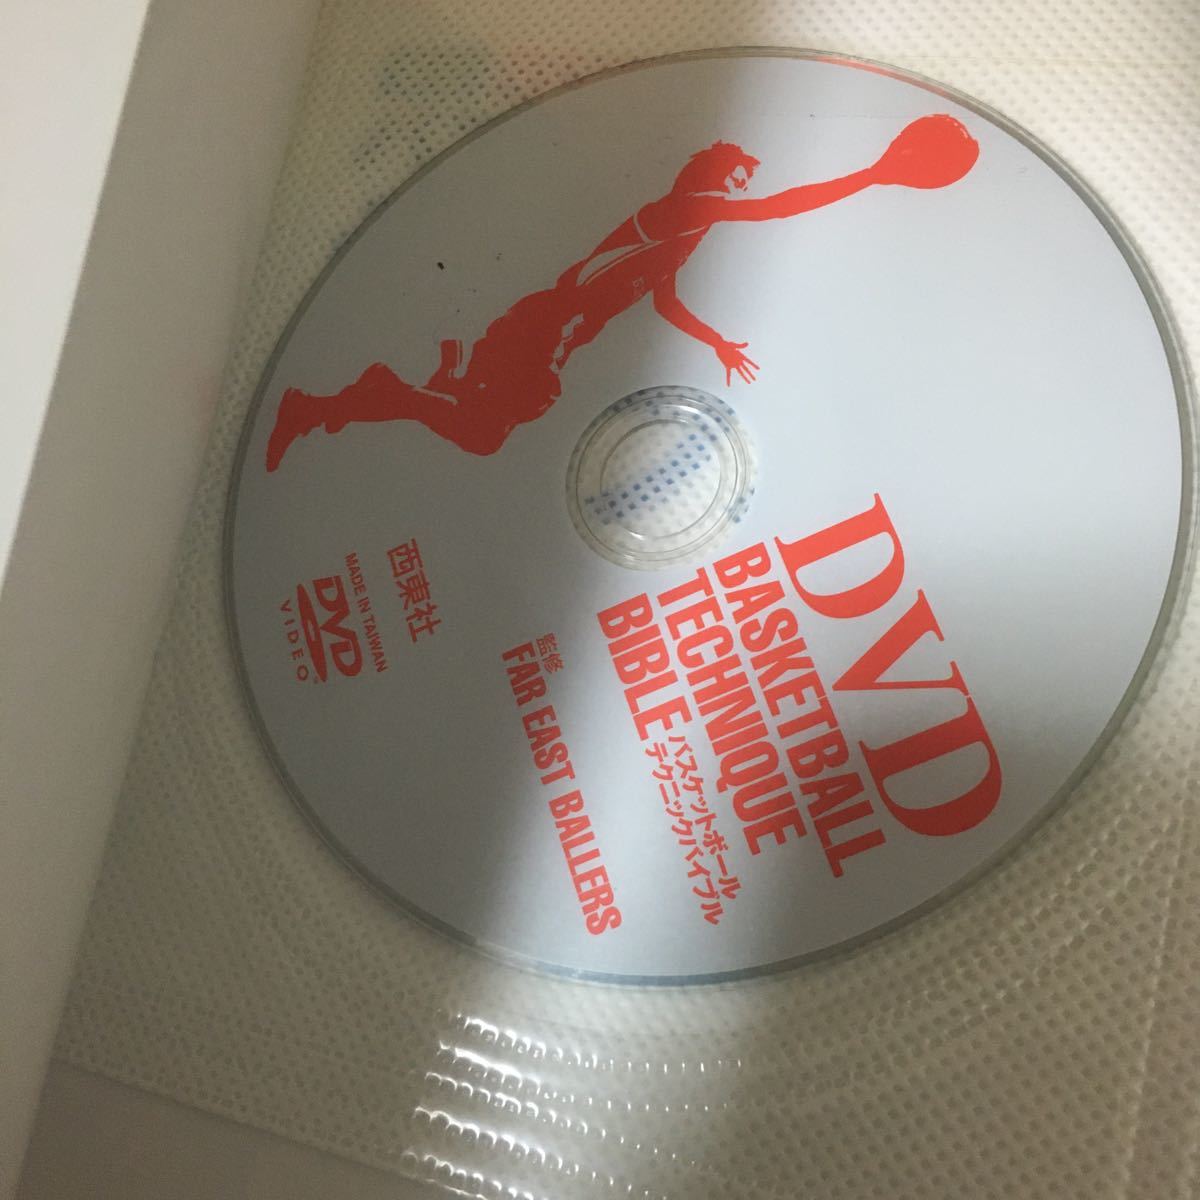 DVD
BASKETBALL
TECHNIQUE
BIBLE
バスケットボール
テクニックバイブル
監修
FAR EAST BALLERS
西東社
MADE IN TAIWAN
DVD
VIDEO